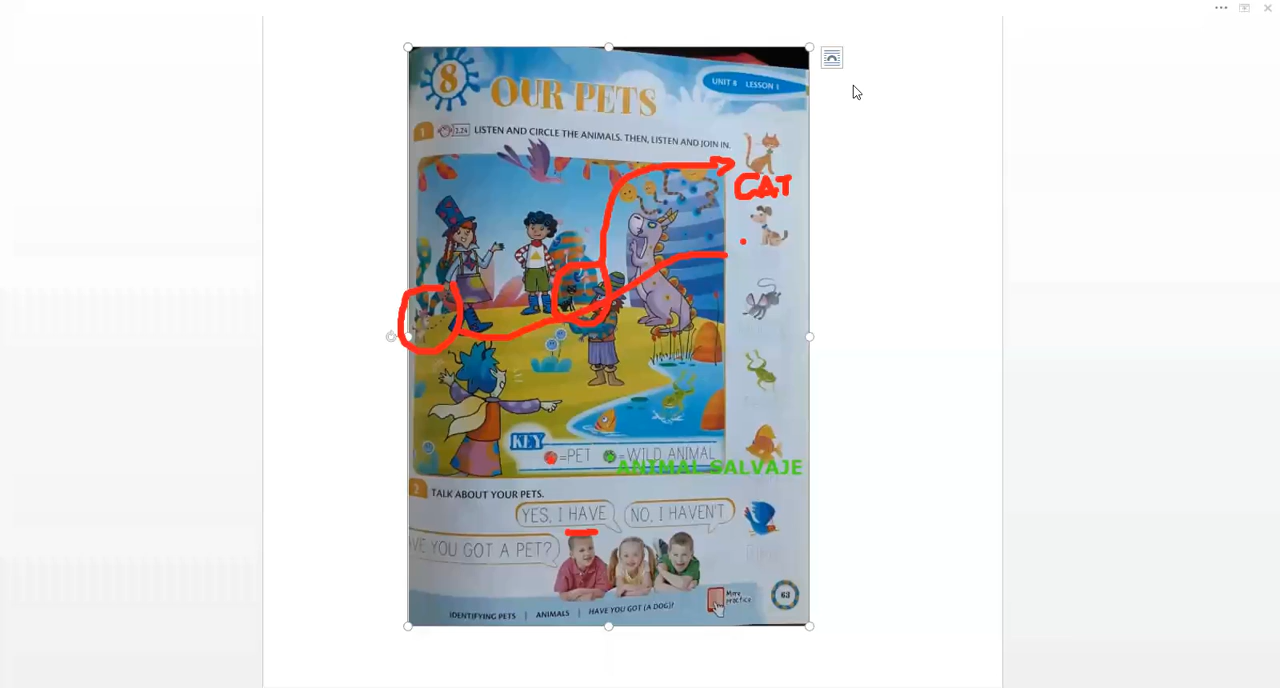 8
OUR PETS
UNIT 8 LESSON 1
1 2.24 LISTEN AND CIRCLE THE ANIMALS. THEN, LISTEN AND JOIN IN.
CAT
KEY
=PET =WILD ANIMAL
ANIMAL SALVAJE
2 TALK ABOUT YOUR PETS.
YES, I HAVE
NO, I HAVEN'T
VE YOU GOT A PET?
More
practice
63
IDENTIFYING PETS | ANIMALS | HAVE YOU GOT (A DOG)?